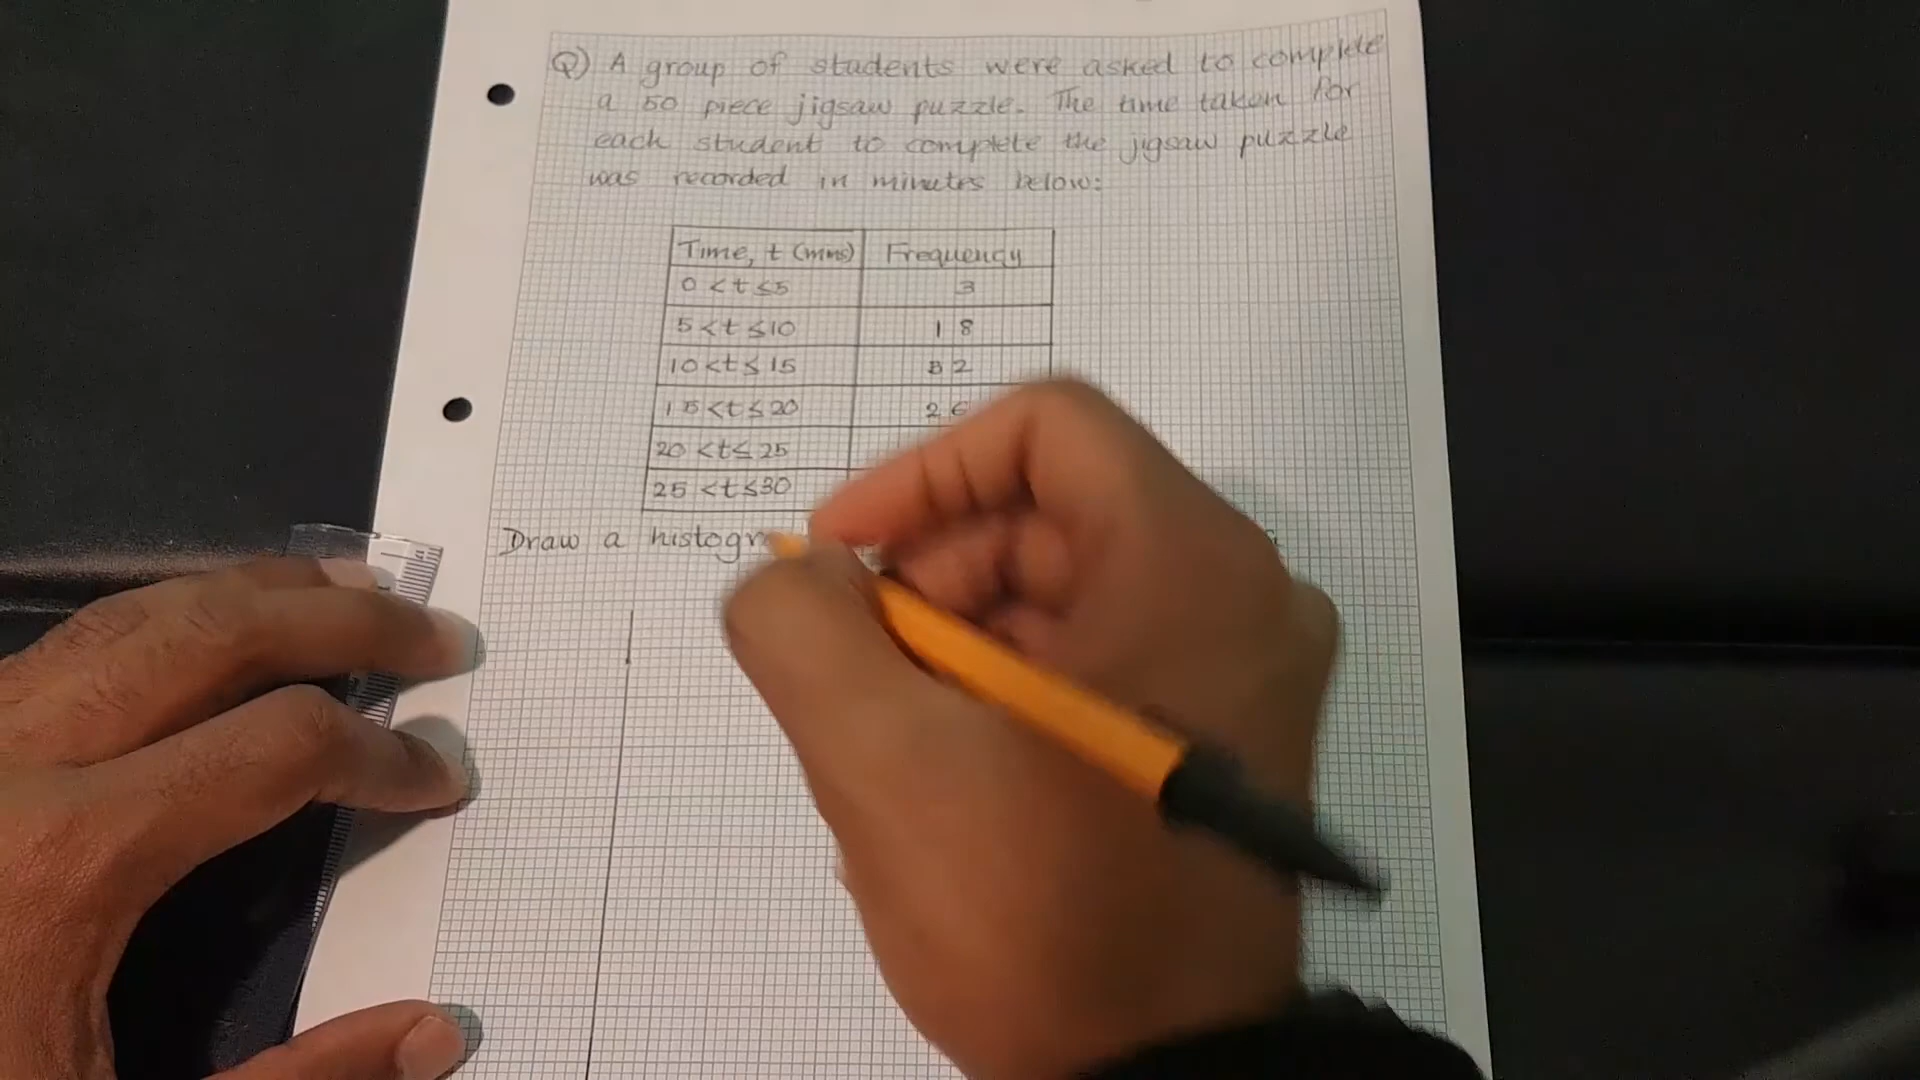 Q) A group of students were asked to complete
a 50 piece jigsaw puzzle. The time taken for
each student to complete the jigsaw puzzle
was recorded in minutes below:
Time, t (mins) Frequency
0 < t ≤ 5 3
5 < t ≤ 10 18
10 < t ≤ 15 32
15 < t ≤ 20 26
20 < t ≤ 25
25 < t ≤ 30
Draw a